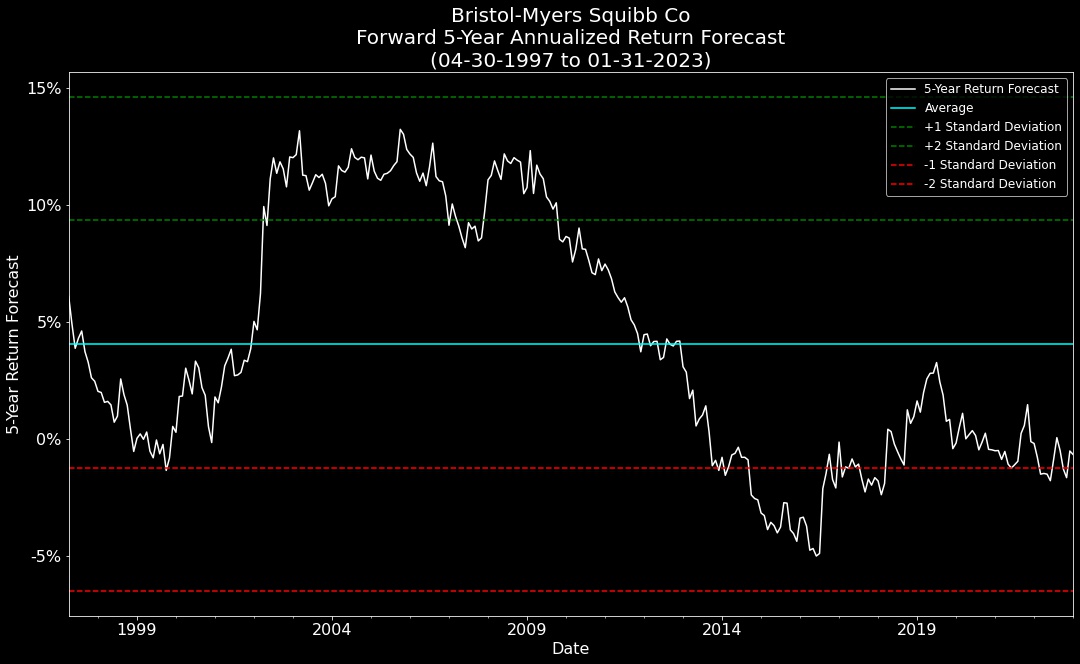 Bristol-Myers Squibb Co
Forward 5-Year Annualized Return Forecast
(04-30-1997 to 01-31-2023)
5-Year Return Forecast
Average
+1 Standard Deviation
+2 Standard Deviation
-1 Standard Deviation
-2 Standard Deviation
15%
10%
5%
0%
-5%
5-Year Return Forecast
1999
2004
2009
2014
2019
Date